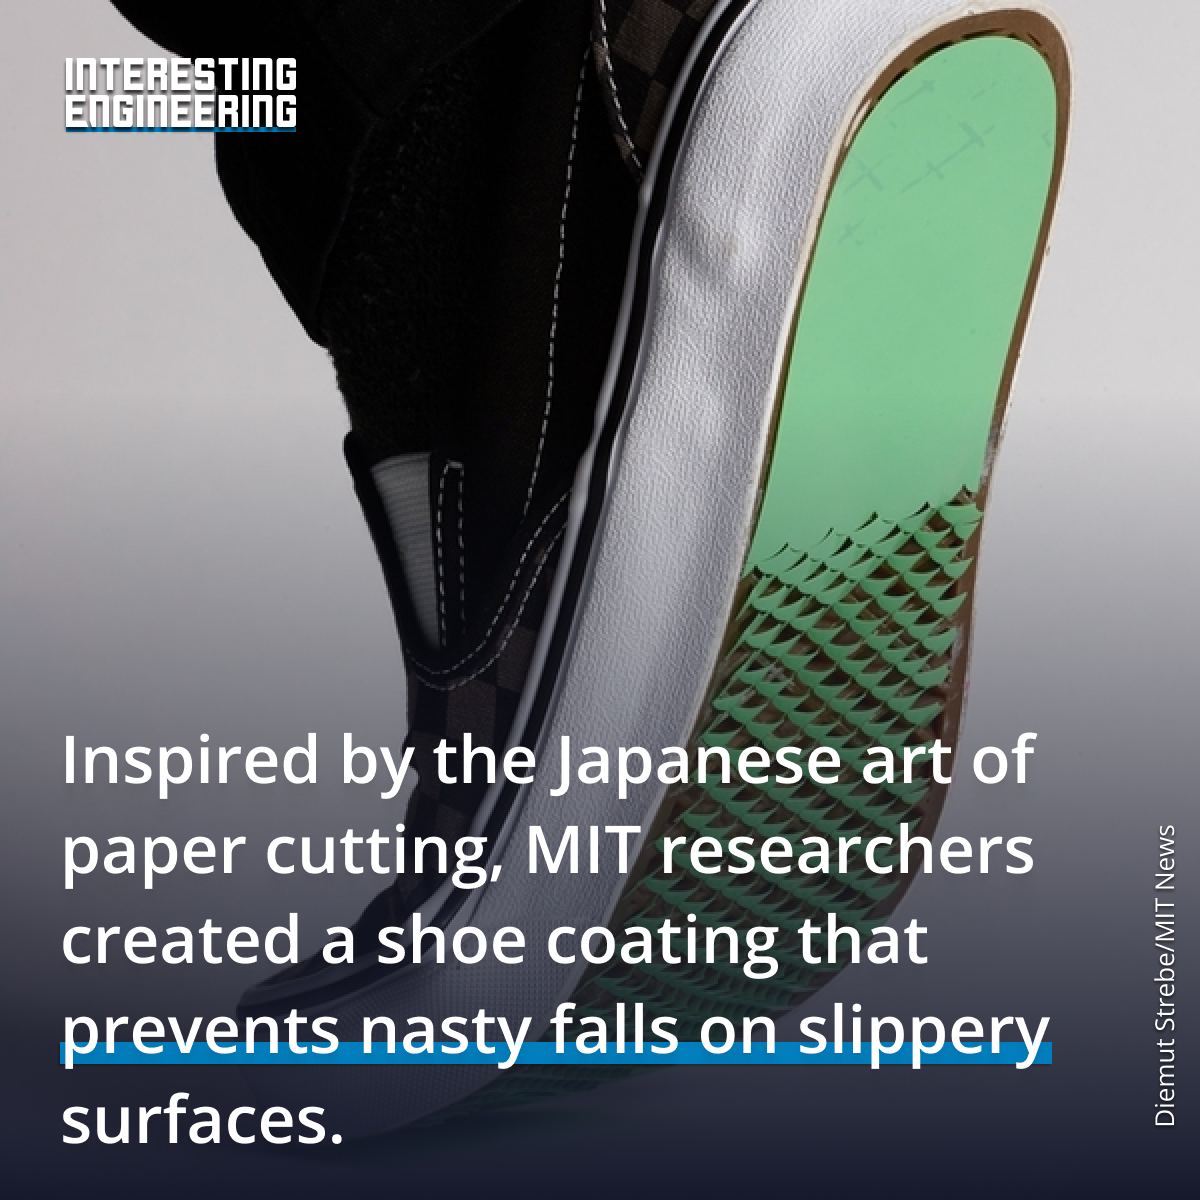 INTERESTING
ENGINEERING
Inspired by the Japanese art of
paper cutting, MIT researchers
created a shoe coating that
prevents nasty falls on slippery
surfaces.
Diemut Strebe/MIT News